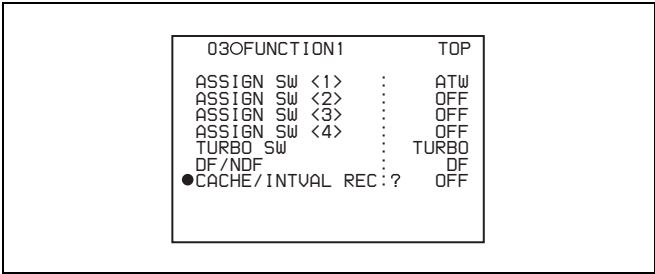 03○FUNCTION1 TOP
ASSIGN SW <1> : ATW
ASSIGN SW <2> : OFF
ASSIGN SW <3> : OFF
ASSIGN SW <4> : OFF
TURBO SW : TURBO
DF/NDF : DF
●CACHE/INTVAL REC:? OFF